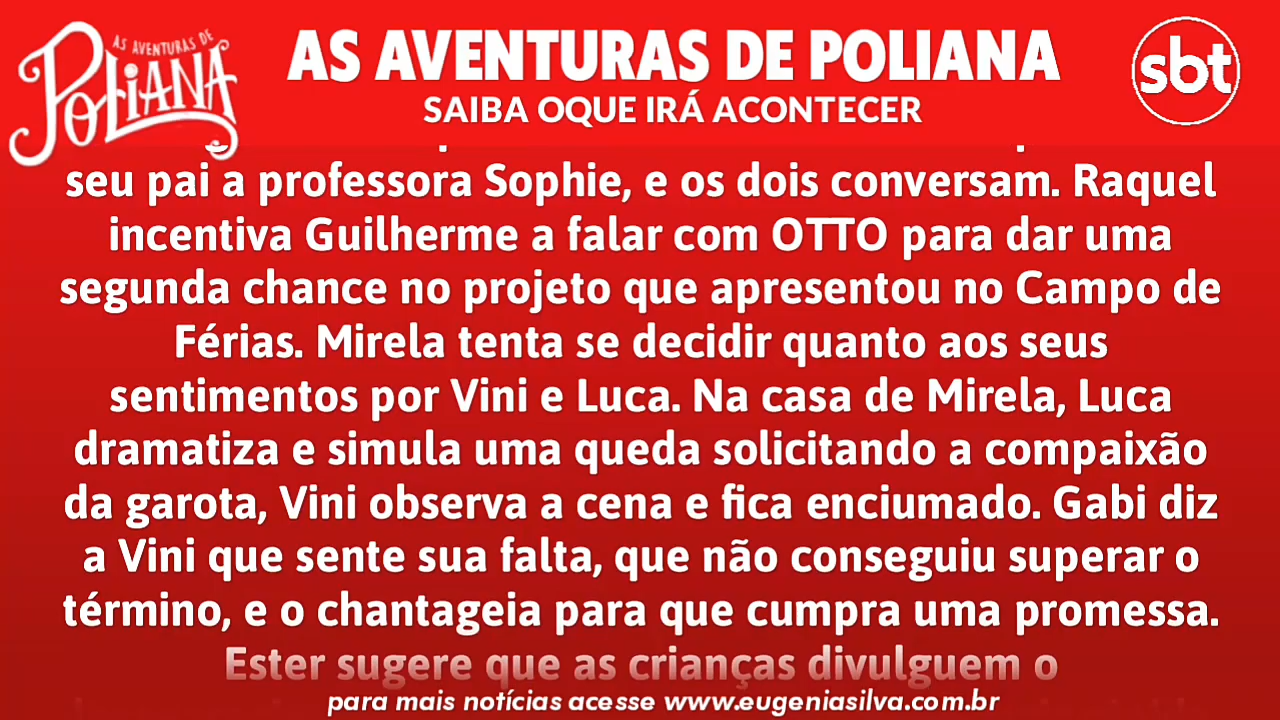 AS AVENTURAS DE
POLIANA
AS AVENTURAS DE POLIANA
SAIBA OQUE IRÁ ACONTECER
sbt
seu pai a professora Sophie, e os dois conversam. Raquel
incentiva Guilherme a falar com OTTO para dar uma
segunda chance no projeto que apresentou no Campo de
Férias. Mirela tenta se decidir quanto aos seus
sentimentos por Vini e Luca. Na casa de Mirela, Luca
dramatiza e simula uma queda solicitando a compaixão
da garota, Vini observa a cena e fica enciumado. Gabi diz
a Vini que sente sua falta, que não conseguiu superar o
término, e o chantageia para que cumpra uma promessa.
Ester sugere que as crianças divulguem o
para mais notícias acesse www.eugeniasilva.com.br